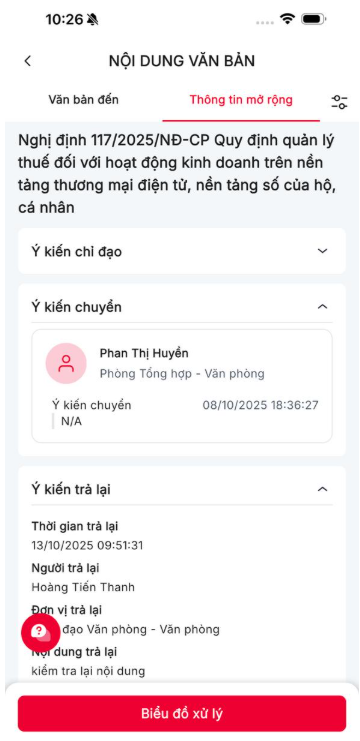 10:26
NỘI DUNG VĂN BẢN
Văn bản đến
Thông tin mở rộng
Nghị định 117/2025/NĐ-CP Quy định quản lý
thuế đối với hoạt động kinh doanh trên nền
tảng thương mại điện tử, nền tảng số của hộ,
cá nhân
Ý kiến chỉ đạo
Ý kiến chuyển
Phan Thị Huyền
Phòng Tổng hợp - Văn phòng
Ý kiến chuyển 08/10/2025 18:36:27
N/A
Ý kiến trả lại
Thời gian trả lại
13/10/2025 09:51:31
Người trả lại
Hoàng Tiến Thanh
Đơn vị trả lại
đạo Văn phòng - Văn phòng
Nội dung trả lại
kiểm tra lại nội dung
Biểu đồ xử lý